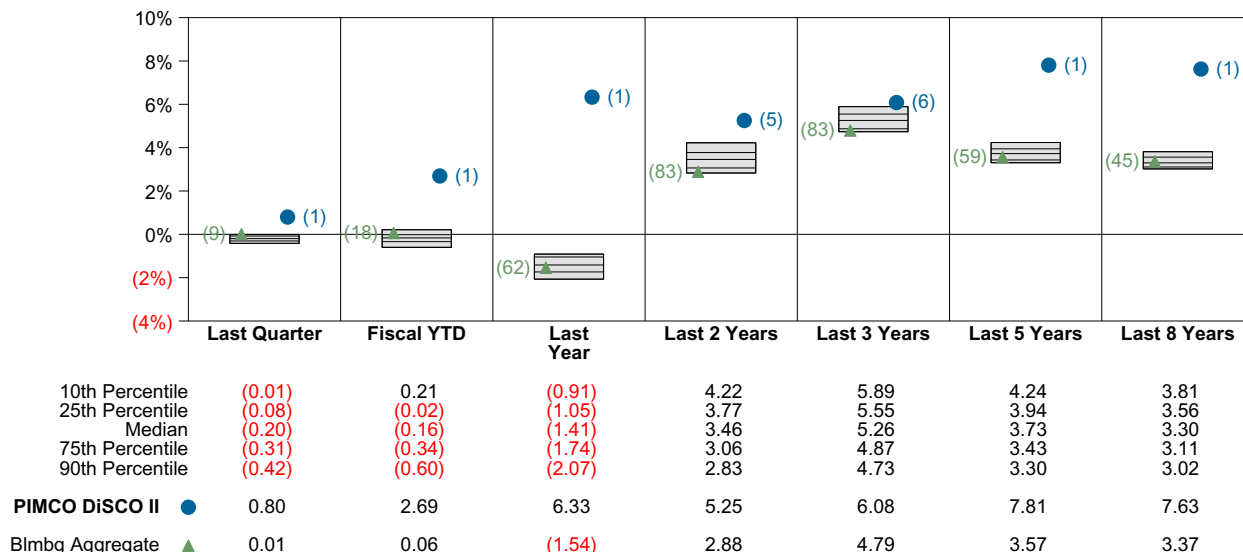 10%
8%
6%
4%
2%
0%
(2%)
(4%)
(9)
(1)
(18)
(1)
(62)
(1)
(83)
(5)
(83)
(6)
(59)
(1)
(45)
(1)
Last Quarter Fiscal YTD Last Year Last 2 Years Last 3 Years Last 5 Years Last 8 Years
10th Percentile (0.01) 0.21 (0.91) 4.22 5.89 4.24 3.81
25th Percentile (0.08) (0.02) (1.05) 3.77 5.55 3.94 3.56
Median (0.20) (0.16) (1.41) 3.46 5.26 3.73 3.30
75th Percentile (0.31) (0.34) (1.74) 3.06 4.87 3.43 3.11
90th Percentile (0.42) (0.60) (2.07) 2.83 4.73 3.30 3.02
PIMCO DiSCO II 0.80 2.69 6.33 5.25 6.08 7.81 7.63
Blmbg Aggregate 0.01 0.06 (1.54) 2.88 4.79 3.57 3.37